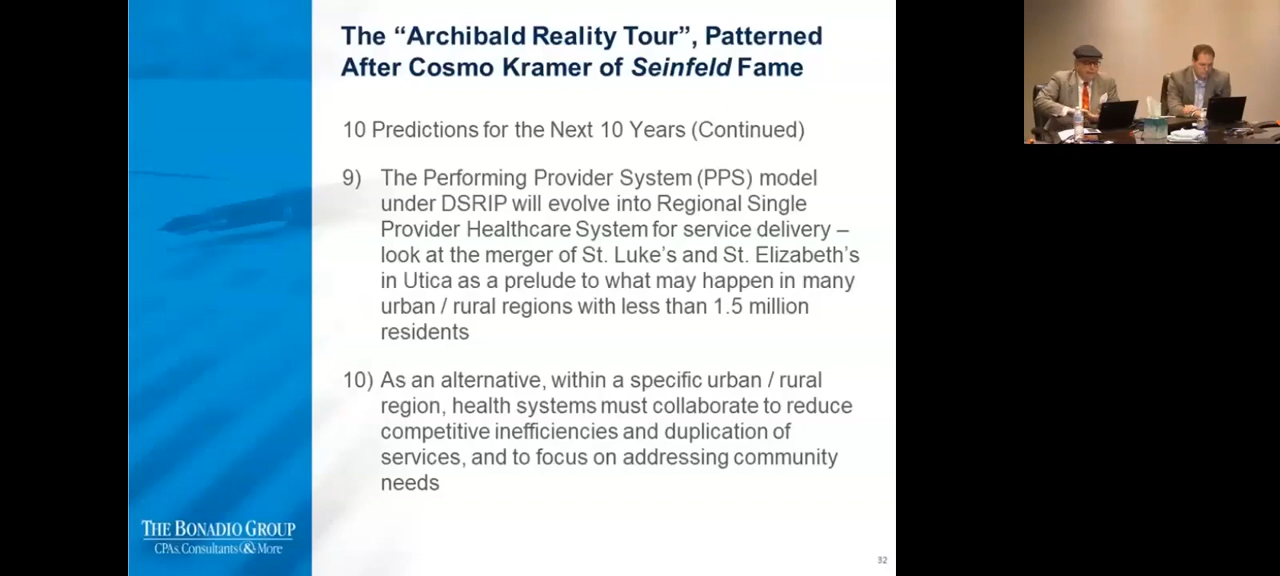 The “Archibald Reality Tour”, Patterned
After Cosmo Kramer of Seinfeld Fame
10 Predictions for the Next 10 Years (Continued)
9) The Performing Provider System (PPS) model
under DSRIP will evolve into Regional Single
Provider Healthcare System for service delivery –
look at the merger of St. Luke’s and St. Elizabeth’s
in Utica as a prelude to what may happen in many
urban / rural regions with less than 1.5 million
residents
10) As an alternative, within a specific urban / rural
region, health systems must collaborate to reduce
competitive inefficiencies and duplication of
services, and to focus on addressing community
needs
THE BONADIO GROUP
CPAs, Consultants & More
32